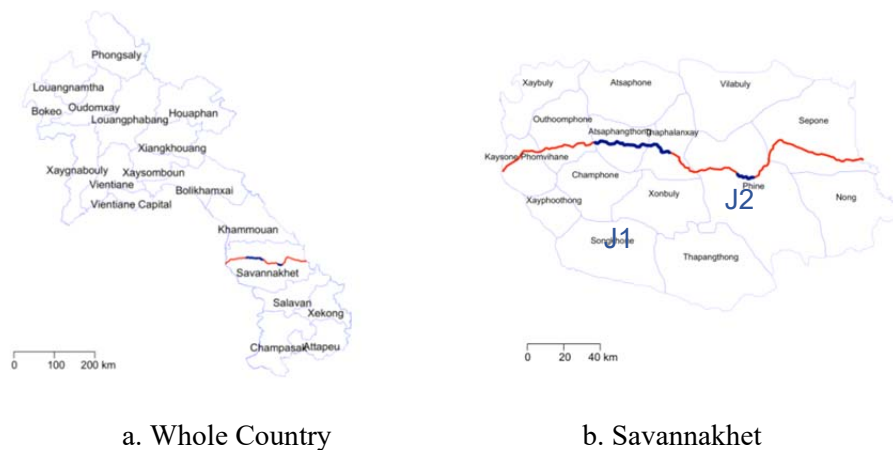 Phongsaly
Louangnamtha
Bokeo
Oudomxay
Louangphabang
Houaphan
Xiangkhouang
Xaygnabouly
Xaysomboun
Vientiane
Bolikhamxai
Vientiane Capital
Khammouan
Savannakhet
Salavan
Xekong
Champasak
Attapeu
0 100 200 km
a. Whole Country
Xaybuly
Atsaphone
Vilabuly
Outhoomphone
Sepone
Atsaphangthong
Thaphalanxay
Kaysone Phomvihane
Champhone
Phine
Xonbuly
Nong
Xayphoothong
J2
J1
Songkhone
Thapangthong
0 20 40 km
b. Savannakhet